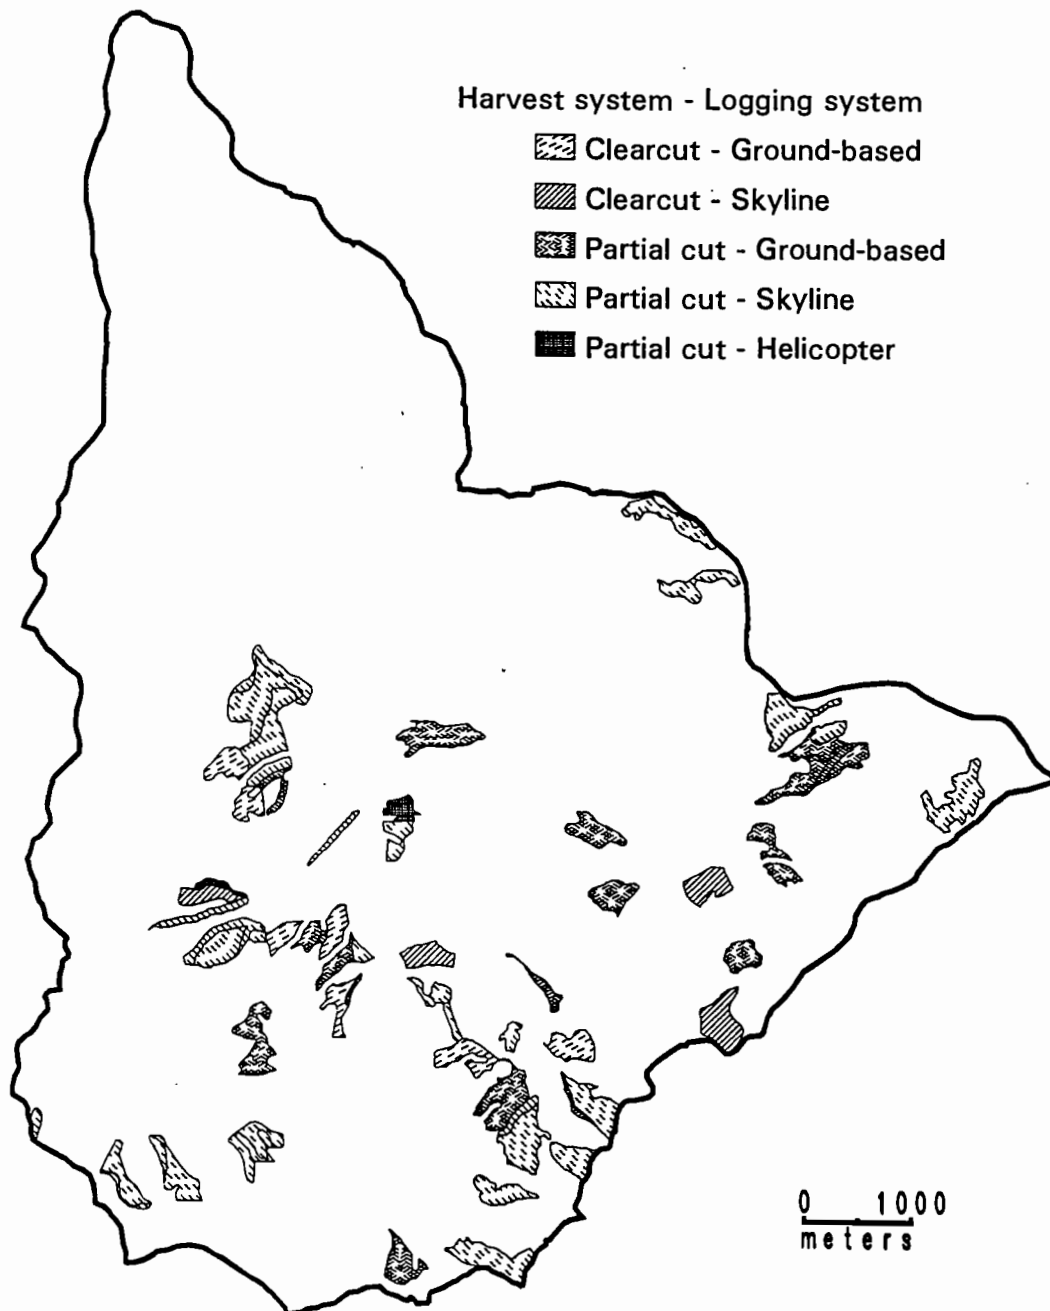 Harvest system - Logging system
Clearcut - Ground-based
Clearcut - Skyline
Partial cut - Ground-based
Partial cut - Skyline
Partial cut - Helicopter
0 1000
meters